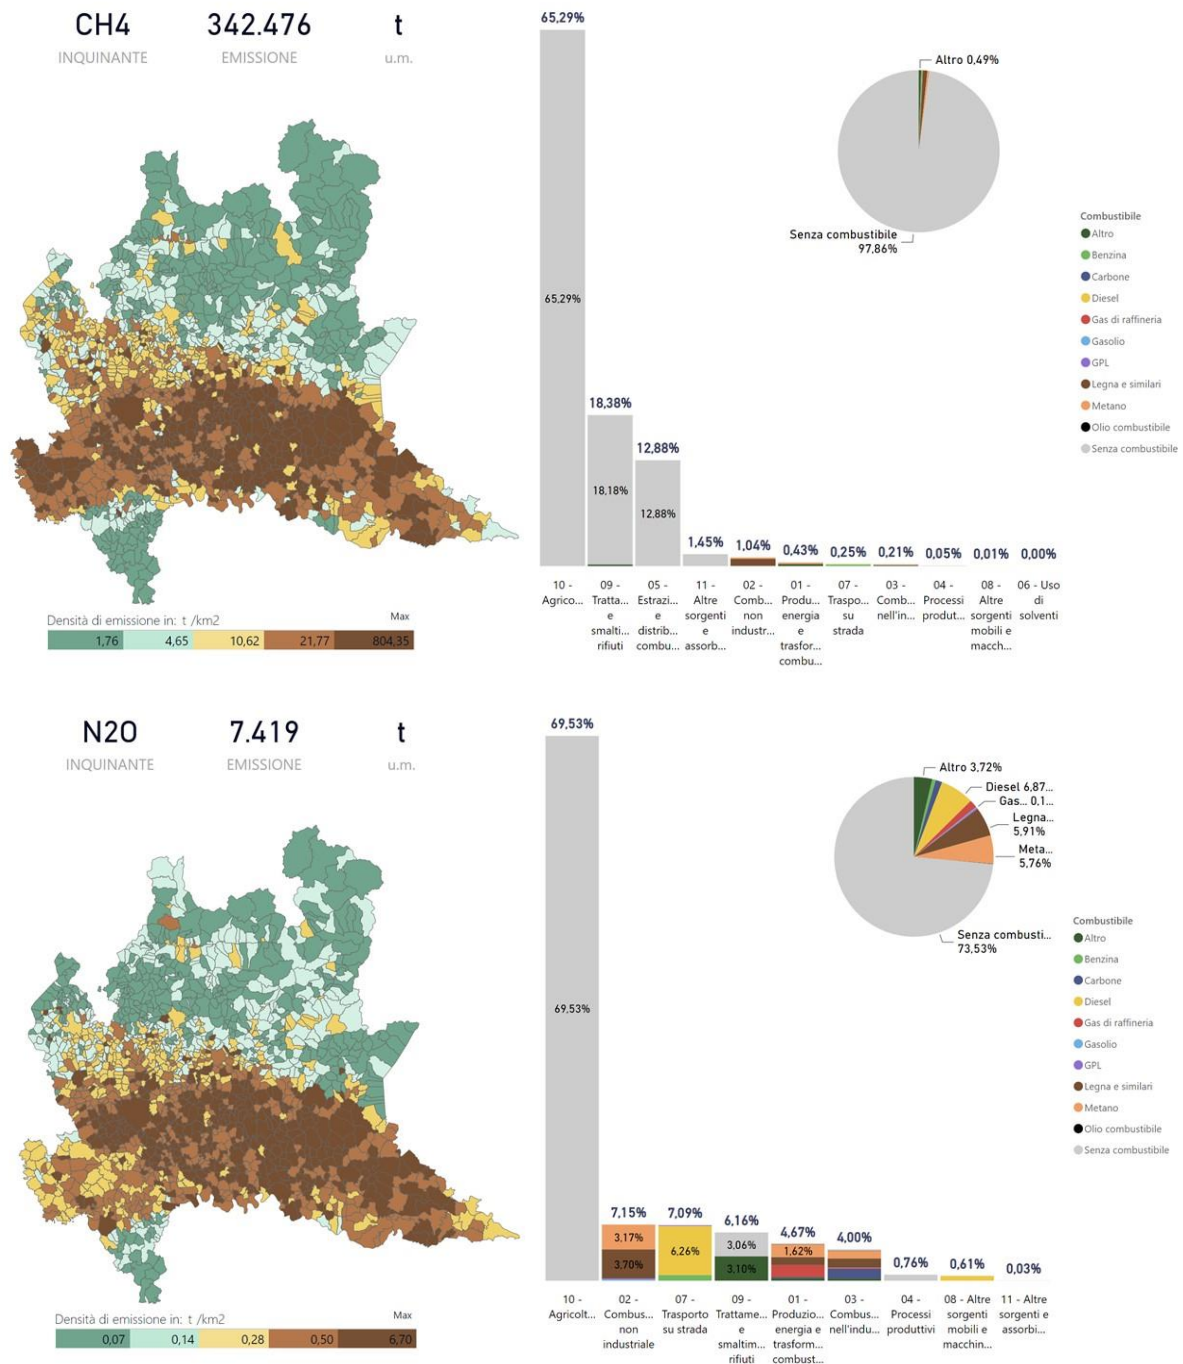 CH4 342.476 t
INQUINANTE EMISSIONE u.m.
65,29%
Altro 0,49%
Senza combustibile
97,86%
Combustibile
Altro
Benzina
Carbone
Diesel
Gas di raffineria
Gasolio
GPL
Legna e similari
Metano
Olio combustibile
Senza combustibile
65,29%
18,38%
18,18%
12,88%
12,88%
1,45%
1,04%
0,43%
0,25%
0,21%
0,05%
0,01%
0,00%
10 -
Agrico...
09 -
Tratta...
e
smalti...
rifiuti
05 -
Estrazi...
e
distrib...
combu...
11 -
Altre
sorgenti
e
assorb...
02 -
Comb...
non
industr...
01 -
Produ...
energia
e
trasfor...
combu...
07 -
Traspo...
su
strada
03 -
Comb...
nell'in...
04 -
Processi
produt...
08 -
Altre
sorgenti
mobili e
macch...
06 - Uso
di
solventi
Densità di emissione in: t /km2 Max
1,76 4,65 10,62 21,77 804,35
N2O 7.419 t
INQUINANTE EMISSIONE u.m.
69,53%
Altro 3,72%
Diesel 6,87...
Gas... 0,1...
Legna...
5,91%
Meta...
5,76%
Senza combusti...
73,53%
Combustibile
Altro
Benzina
Carbone
Diesel
Gas di raffineria
Gasolio
GPL
Legna e similari
Metano
Olio combustibile
Senza combustibile
69,53%
7,15%
3,17%
3,70%
7,09%
6,26%
6,16%
3,06%
3,10%
4,67%
1,62%
4,00%
0,76%
0,61%
0,03%
10 -
Agricolt...
02 -
Combus...
non
industriale
07 -
Trasporto
su strada
09 -
Trattame...
e
smaltim...
rifiuti
01 -
Produzio...
energia e
trasform...
combust...
03 -
Combus...
nell'indu...
04 -
Processi
produttivi
08 - Altre
sorgenti
mobili e
macchin...
11 - Altre
sorgenti e
assorbi...
Densità di emissione in: t /km2 Max
0,07 0,14 0,28 0,50 6,70